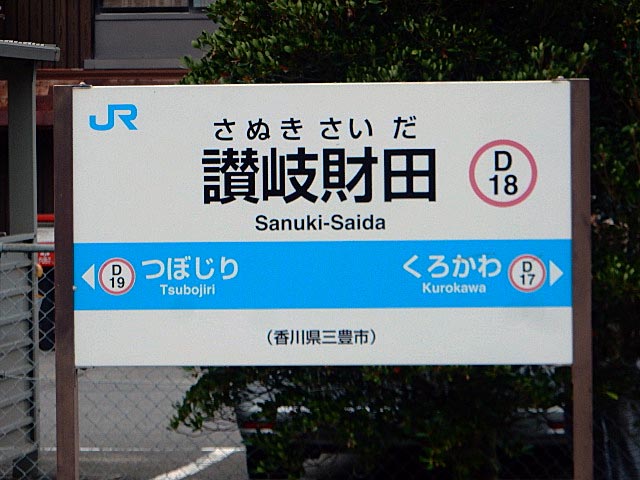 JR
さぬき さいだ
讃岐財田
D
18
Sanuki-Saida
D
19
つぼじり
Tsubojiri
くろかわ
Kurokawa
D
17
(香川県三豊市)